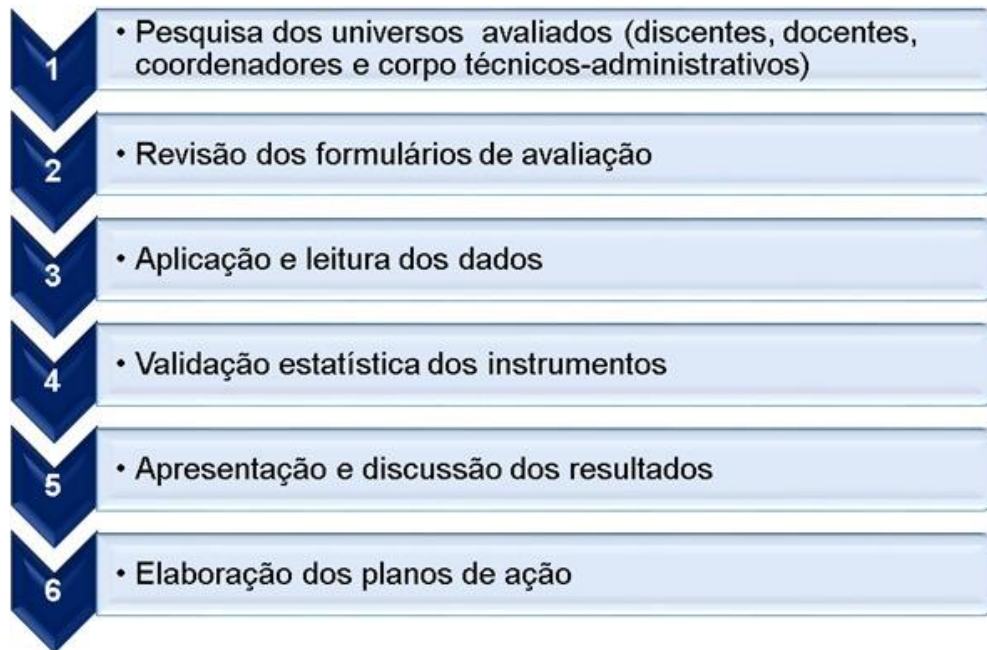 1
• Pesquisa dos universos avaliados (discentes, docentes,
coordenadores e corpo técnicos-administrativos)
2
• Revisão dos formulários de avaliação
3
• Aplicação e leitura dos dados
4
• Validação estatística dos instrumentos
5
• Apresentação e discussão dos resultados
6
• Elaboração dos planos de ação